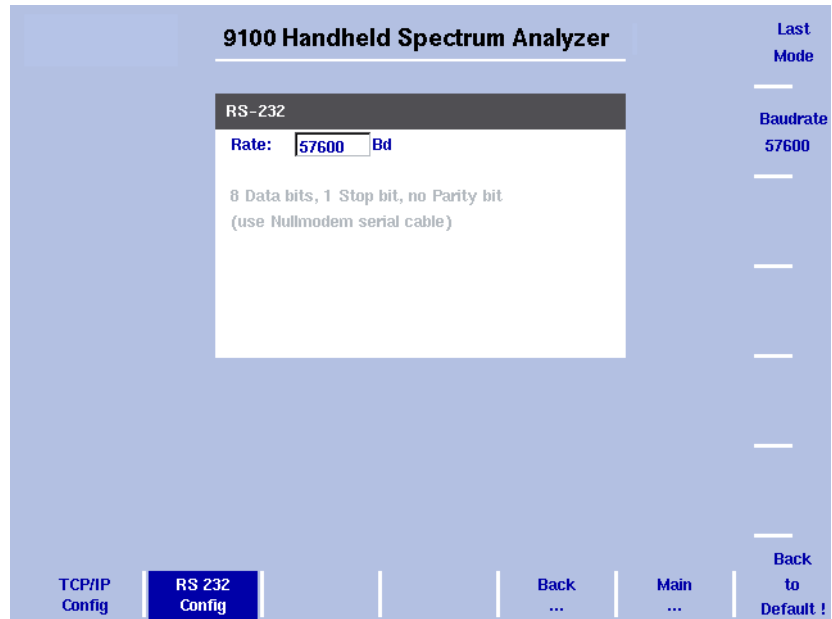 9100 Handheld Spectrum Analyzer
Last
Mode
RS-232
Baudrate
57600
Rate: 57600 Bd
8 Data bits, 1 Stop bit, no Parity bit
(use Nullmodem serial cable)
TCP/IP
Config
RS 232
Config
Back
...
Main
...
Back
to
Default !